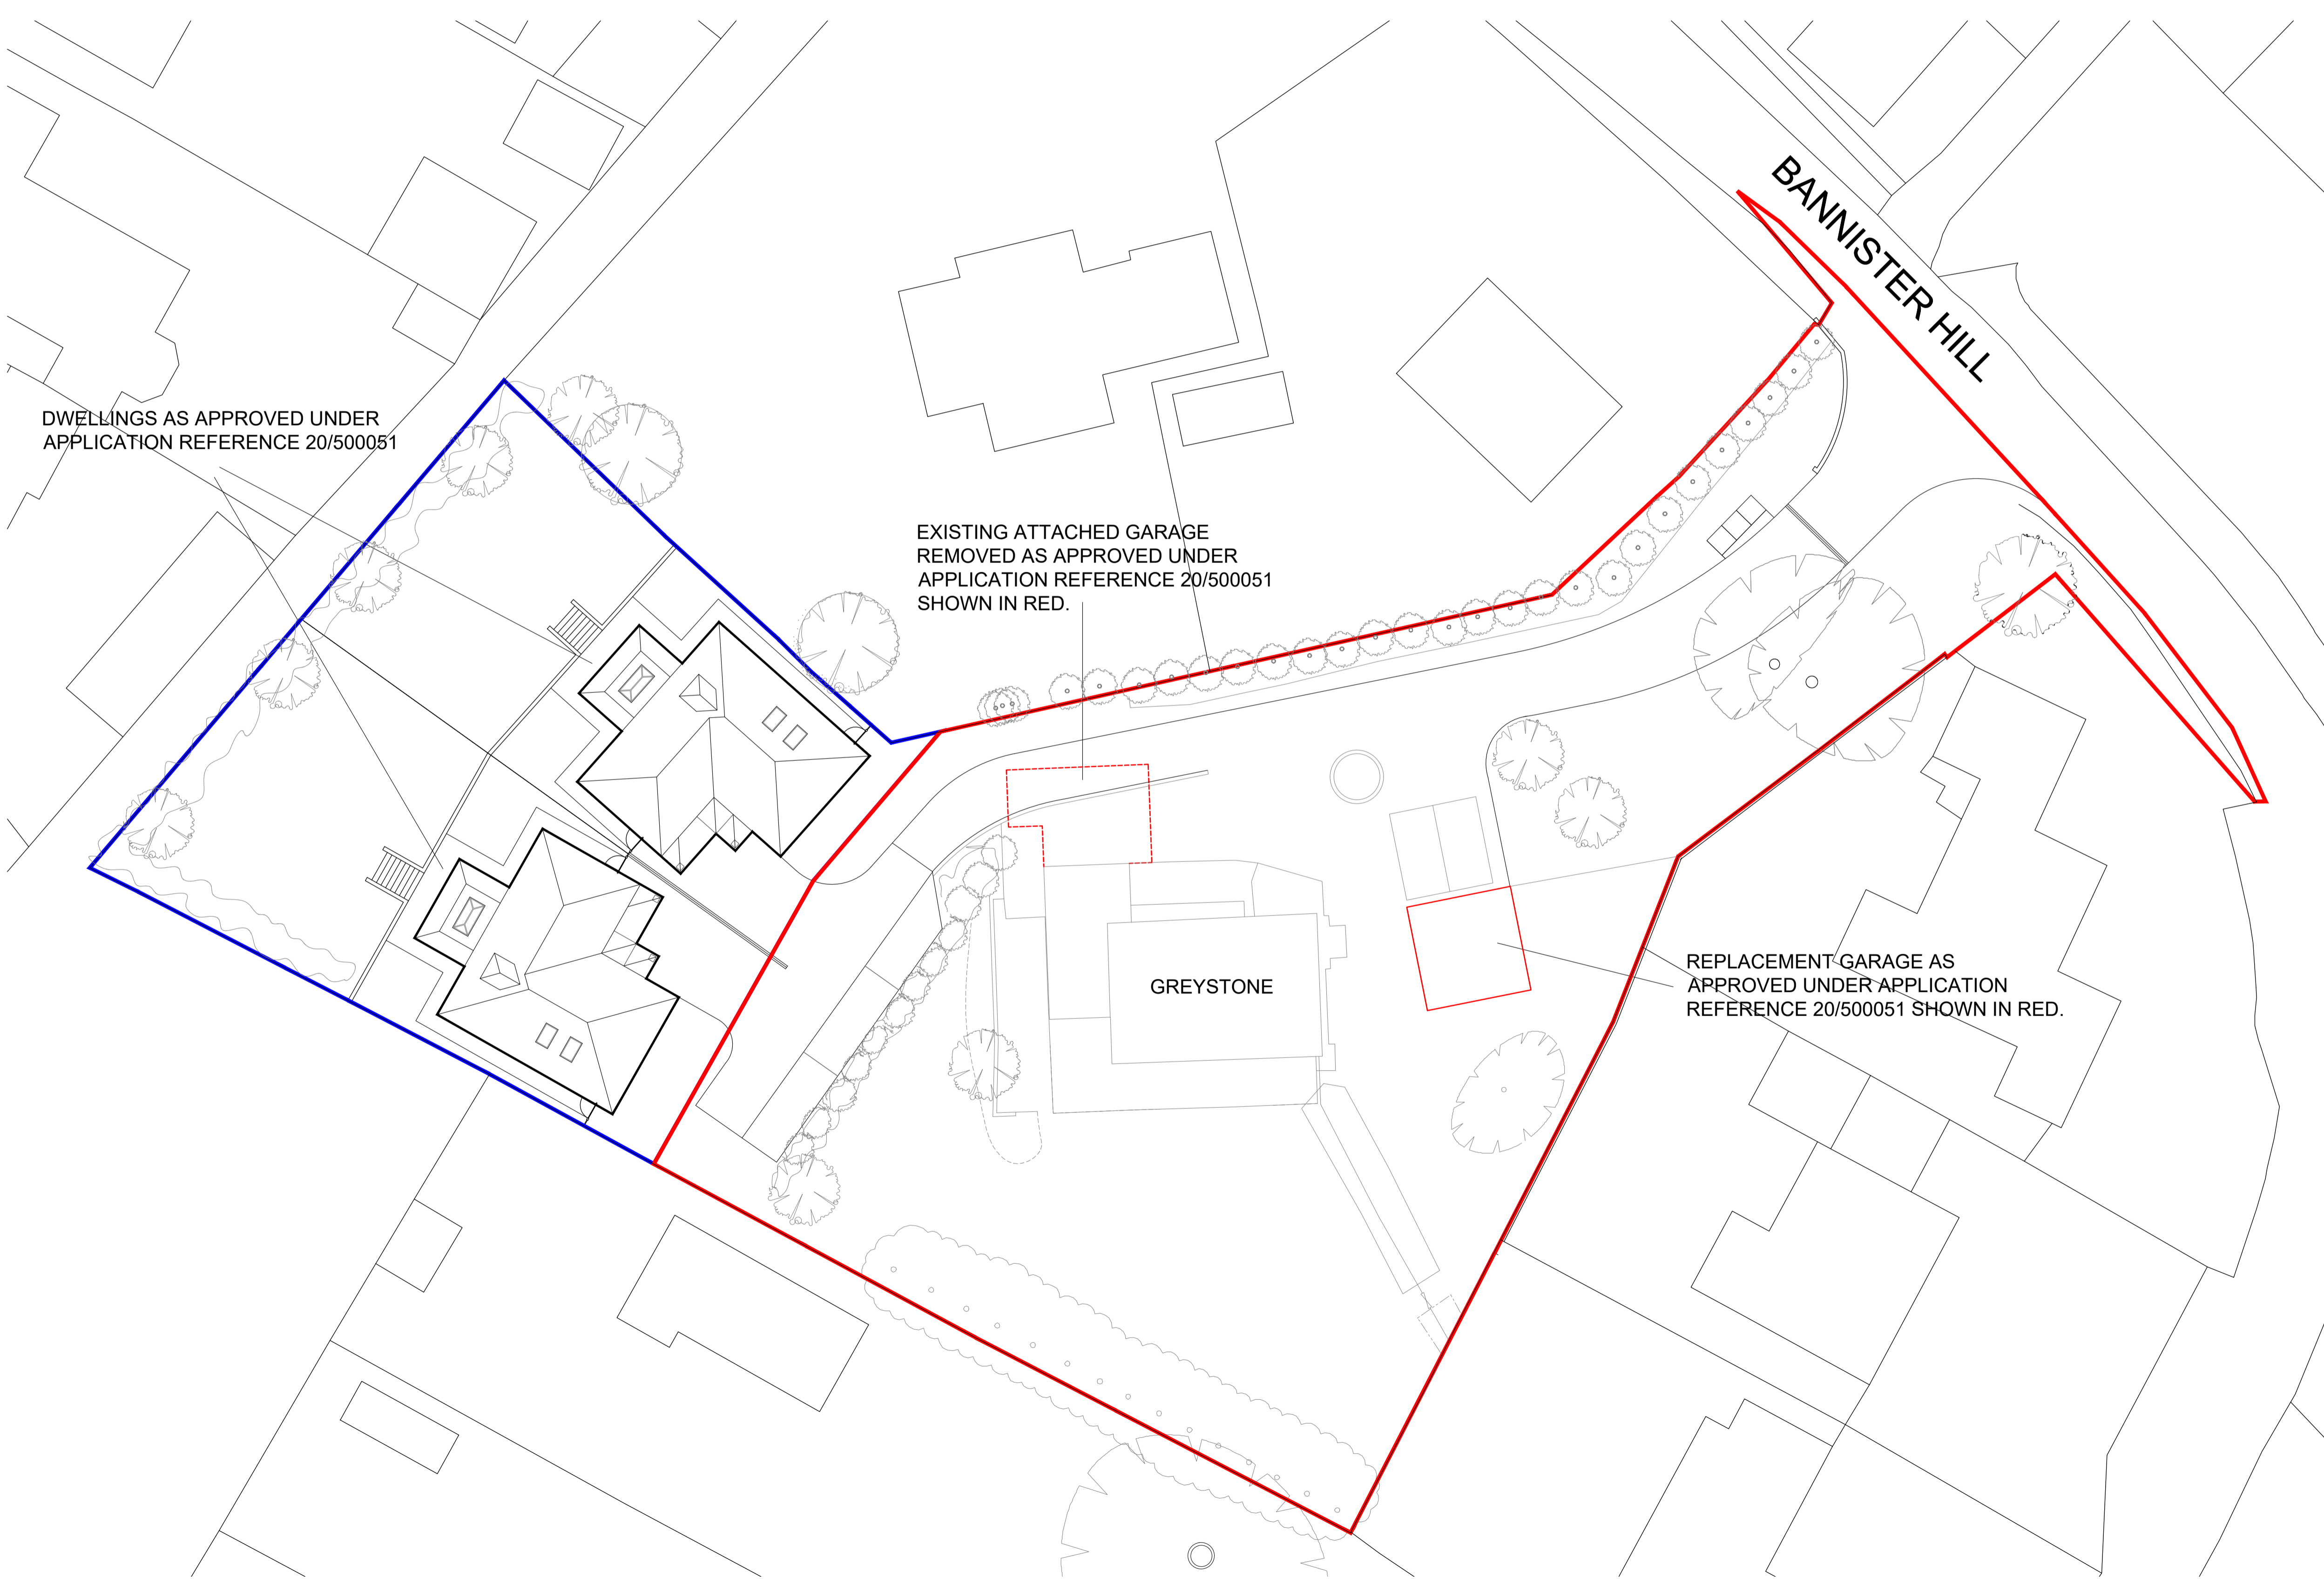 BANNISTER HILL
DWELLINGS AS APPROVED UNDER
APPLICATION REFERENCE 20/500051
EXISTING ATTACHED GARAGE
REMOVED AS APPROVED UNDER
APPLICATION REFERENCE 20/500051
SHOWN IN RED.
GREYSTONE
REPLACEMENT GARAGE AS
APPROVED UNDER APPLICATION
REFERENCE 20/500051 SHOWN IN RED.